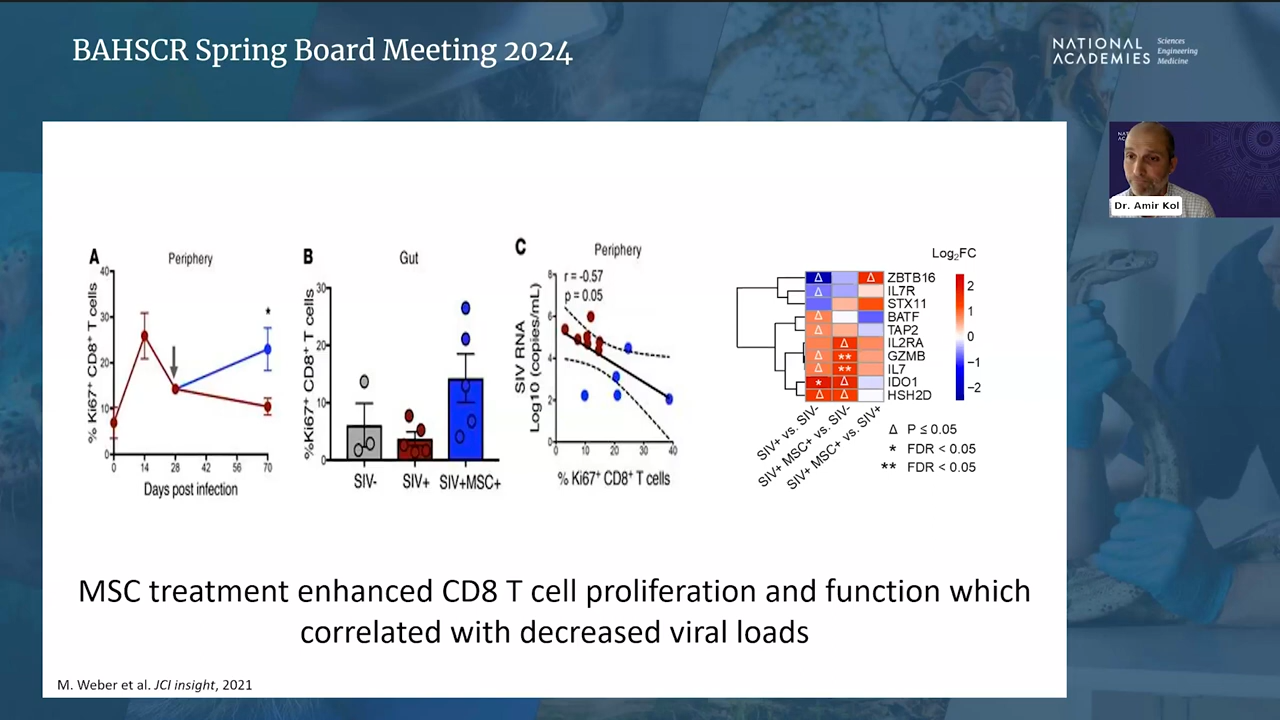 BAHSCR Spring Board Meeting 2024
NATIONAL
ACADEMIES
Sciences
Engineering
Medicine
Dr. Amir Kol
A
Periphery
% Ki67⁺ CD8⁺ T cells
40
30
20
10
0
0 14 28 42 56 70
*
Days post infection
B
Gut
%Ki67⁺ CD8⁺ T cells
30
20
10
0
SIV- SIV+ SIV+MSC+
C
Periphery
r = -0.57
p = 0.05
SIV RNA
Log10 (copies/mL)
8
6
4
2
0
0 10 20 30 40
% Ki67⁺ CD8⁺ T cells
Log₂FC
ZBTB16
IL7R
STX11
BATF
TAP2
IL2RA
GZMB
IL7
IDO1
HSH2D
2
1
0
−1
−2
SIV+ vs. SIV-
SIV+ MSC+ vs. SIV-
SIV+ MSC+ vs. SIV+
Δ P ≤ 0.05
* FDR < 0.05
** FDR < 0.05
MSC treatment enhanced CD8 T cell proliferation and function which
correlated with decreased viral loads
M. Weber et al. JCI insight, 2021